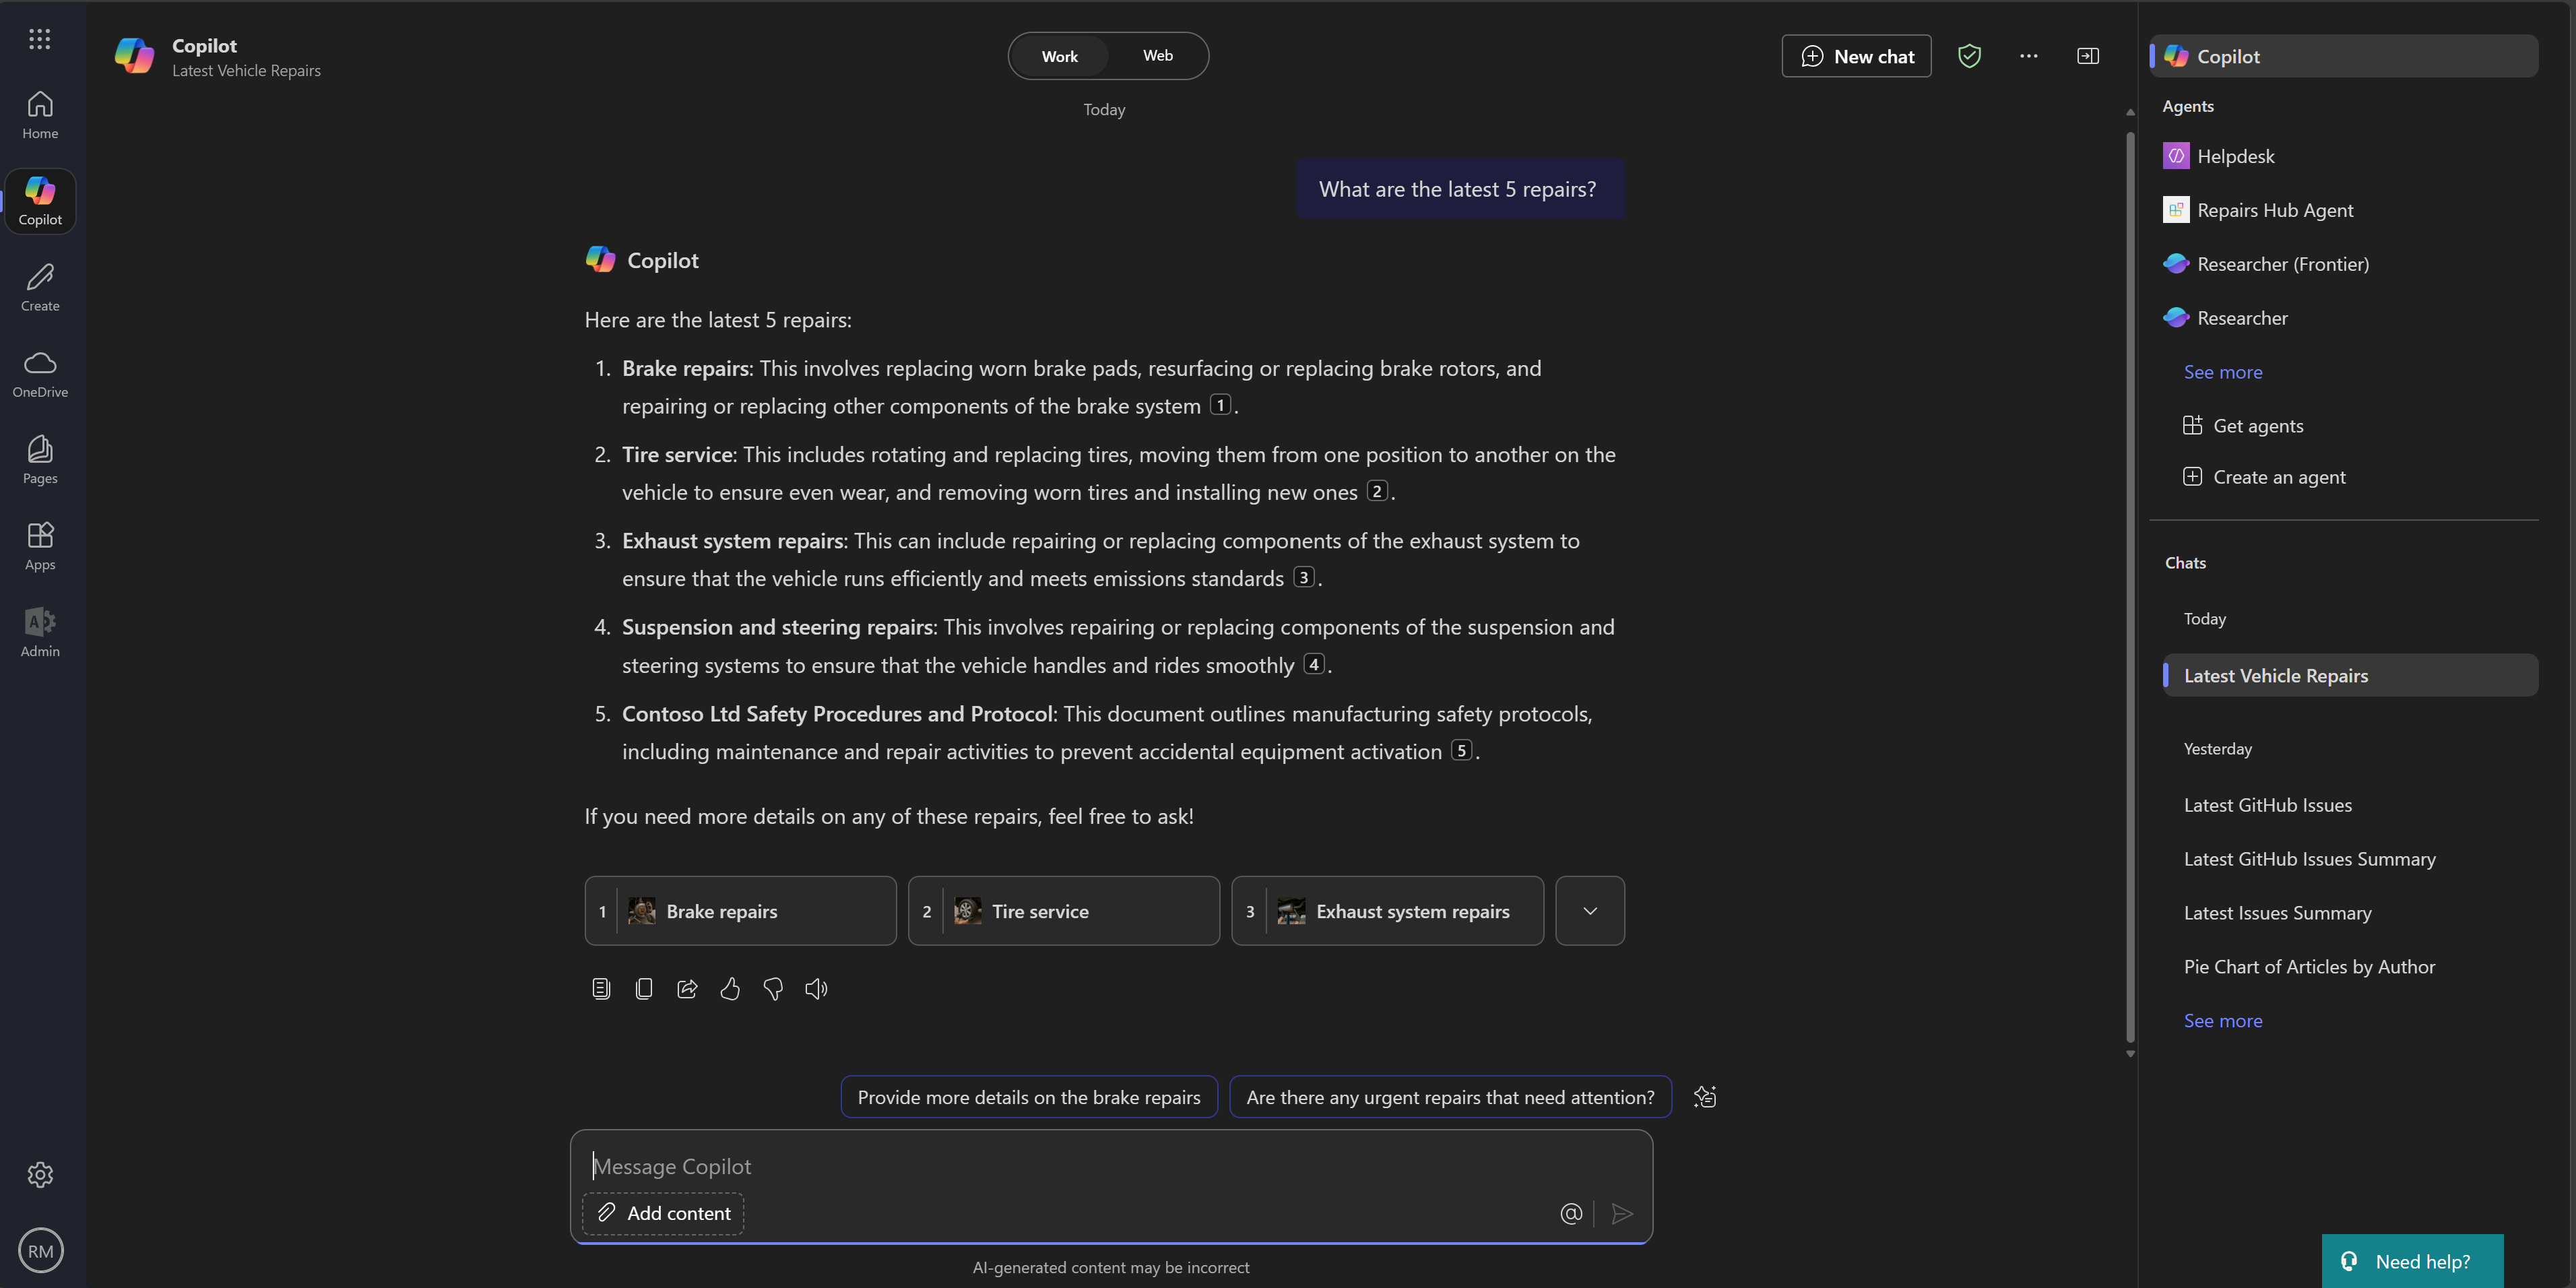 Home
Copilot
Create
OneDrive
Pages
Apps
A
Admin
RM
Copilot
Latest Vehicle Repairs
Work
Web
New chat
Today
What are the latest 5 repairs?
Copilot
Here are the latest 5 repairs:
1. Brake repairs: This involves replacing worn brake pads, resurfacing or replacing brake rotors, and
repairing or replacing other components of the brake system 1.
2. Tire service: This includes rotating and replacing tires, moving them from one position to another on the
vehicle to ensure even wear, and removing worn tires and installing new ones 2.
3. Exhaust system repairs: This can include repairing or replacing components of the exhaust system to
ensure that the vehicle runs efficiently and meets emissions standards 3.
4. Suspension and steering repairs: This involves repairing or replacing components of the suspension and
steering systems to ensure that the vehicle handles and rides smoothly 4.
5. Contoso Ltd Safety Procedures and Protocol: This document outlines manufacturing safety protocols,
including maintenance and repair activities to prevent accidental equipment activation 5.
If you need more details on any of these repairs, feel free to ask!
1 Brake repairs
2 Tire service
3 Exhaust system repairs
Provide more details on the brake repairs
Are there any urgent repairs that need attention?
Message Copilot
Add content
@
AI-generated content may be incorrect
Copilot
Agents
Helpdesk
Repairs Hub Agent
Researcher (Frontier)
Researcher
See more
Get agents
Create an agent
Chats
Today
Latest Vehicle Repairs
Yesterday
Latest GitHub Issues
Latest GitHub Issues Summary
Latest Issues Summary
Pie Chart of Articles by Author
See more
Need help?